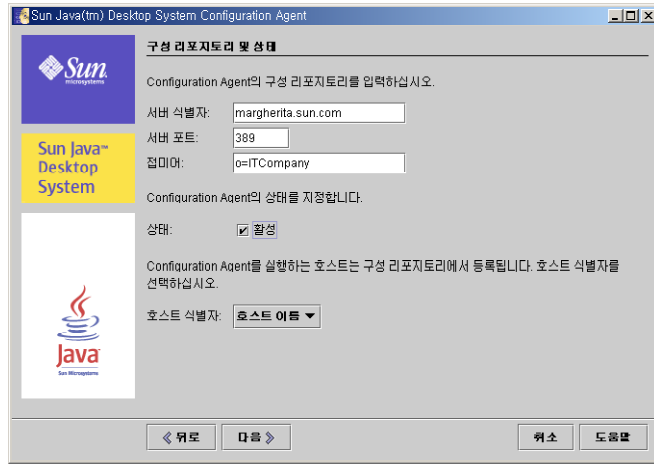 Sun Java(tm) Desktop System Configuration Agent
Sun
microsystems
Sun Java™
Desktop
System
Java
Sun Microsystems
구성 리포지토리 및 상태
Configuration Agent의 구성 리포지토리를 입력하십시오.
서버 식별자: margherita.sun.com
서버 포트: 389
접미어: o=ITCompany
Configuration Agent의 상태를 지정합니다.
상태: 활성
Configuration Agent를 실행하는 호스트는 구성 리포지토리에서 등록됩니다. 호스트 식별자를
선택하십시오.
호스트 식별자: 호스트 이름
뒤로 다음 취소 도움말